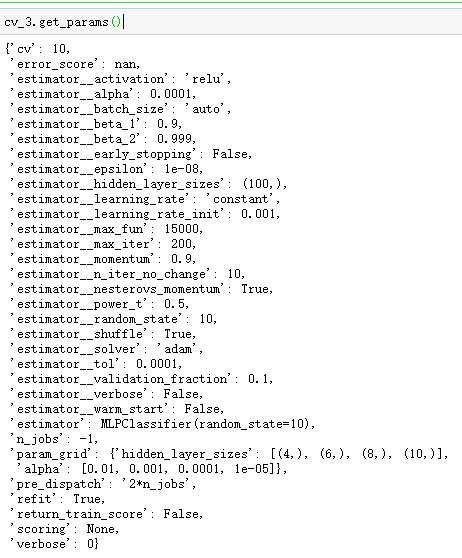 cv_3.get_params()
{'cv': 10,
'error_score': nan,
'estimator__activation': 'relu',
'estimator__alpha': 0.0001,
'estimator__batch_size': 'auto',
'estimator__beta_1': 0.9,
'estimator__beta_2': 0.999,
'estimator__early_stopping': False,
'estimator__epsilon': 1e-08,
'estimator__hidden_layer_sizes': (100,),
'estimator__learning_rate': 'constant',
'estimator__learning_rate_init': 0.001,
'estimator__max_fun': 15000,
'estimator__max_iter': 200,
'estimator__momentum': 0.9,
'estimator__n_iter_no_change': 10,
'estimator__nesterovs_momentum': True,
'estimator__power_t': 0.5,
'estimator__random_state': 10,
'estimator__shuffle': True,
'estimator__solver': 'adam',
'estimator__tol': 0.0001,
'estimator__validation_fraction': 0.1,
'estimator__verbose': False,
'estimator__warm_start': False,
'estimator': MLPClassifier(random_state=10),
'n_jobs': -1,
'param_grid': {'hidden_layer_sizes': [(4,), (6,), (8,), (10,)],
'alpha': [0.01, 0.001, 0.0001, 1e-05]},
'pre_dispatch': '2*n_jobs',
'refit': True,
'return_train_score': False,
'scoring': None,
'verbose': 0}